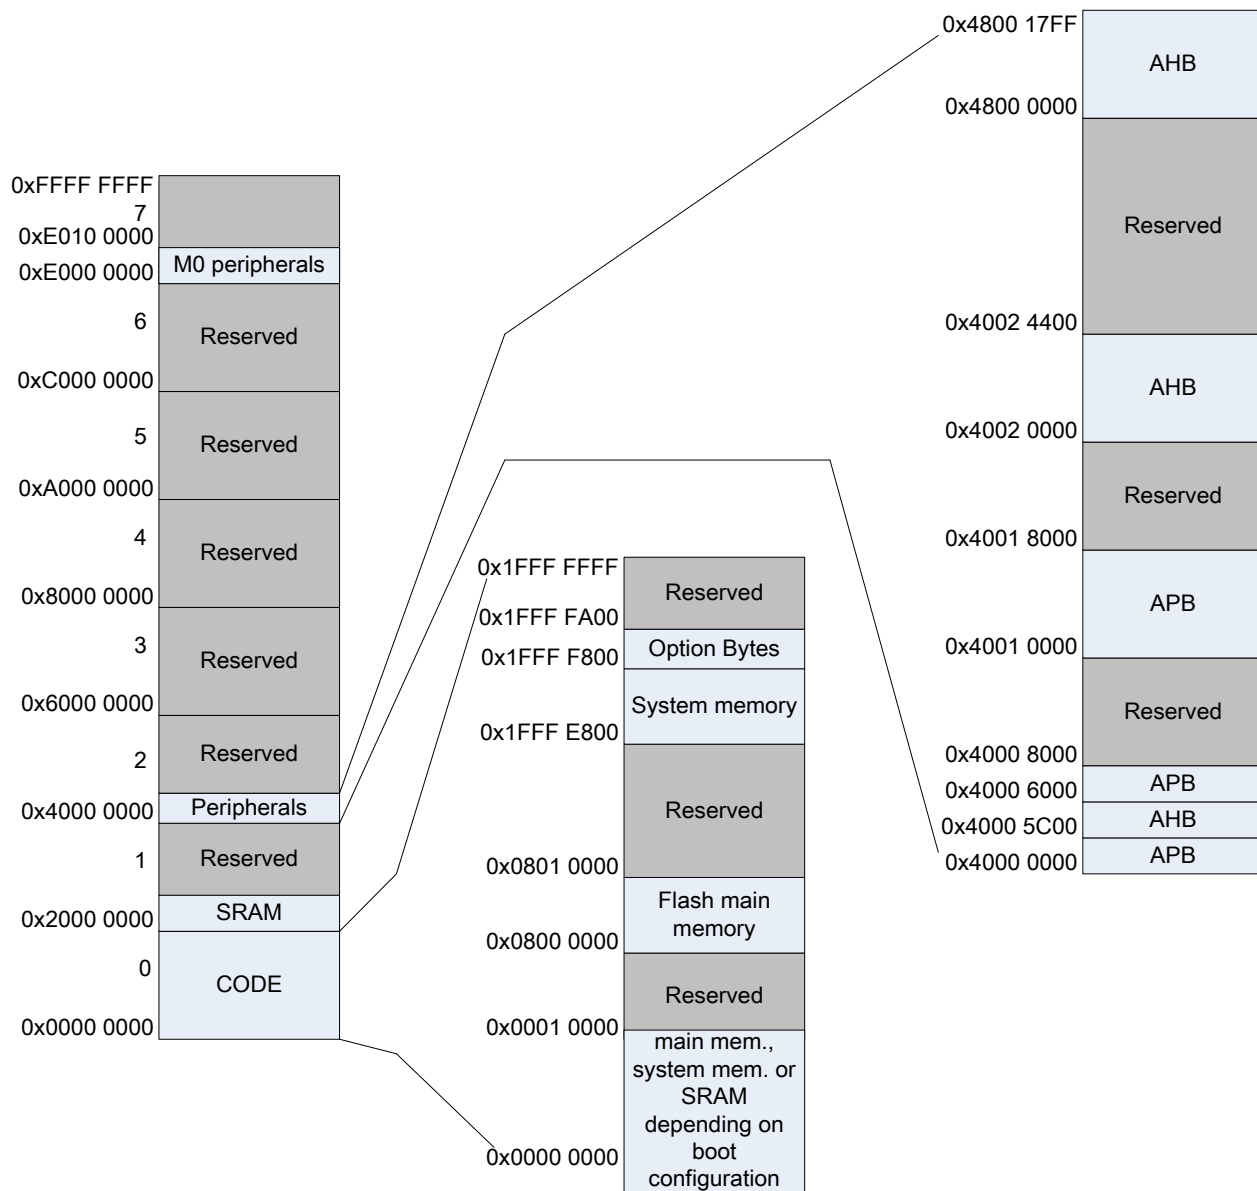 0xFFFF FFFF
7
0xE010 0000
M0 peripherals
0xE000 0000
6
Reserved
0xC000 0000
5
Reserved
0xA000 0000
4
Reserved
0x8000 0000
3
Reserved
0x6000 0000
Reserved
2
Peripherals
0x4000 0000
Reserved
1
SRAM
0x2000 0000
0
CODE
0x0000 0000
0x1FFF FFFF
Reserved
0x1FFF FA00
Option Bytes
0x1FFF F800
System memory
0x1FFF E800
Reserved
0x0801 0000
Flash main
memory
0x0800 0000
Reserved
0x0001 0000
main mem.,
system mem. or
SRAM
depending on
boot
configuration
0x0000 0000
0x4800 17FF
AHB
0x4800 0000
Reserved
0x4002 4400
AHB
0x4002 0000
Reserved
0x4001 8000
APB
0x4001 0000
Reserved
0x4000 8000
APB
0x4000 6000
AHB
0x4000 5C00
APB
0x4000 0000